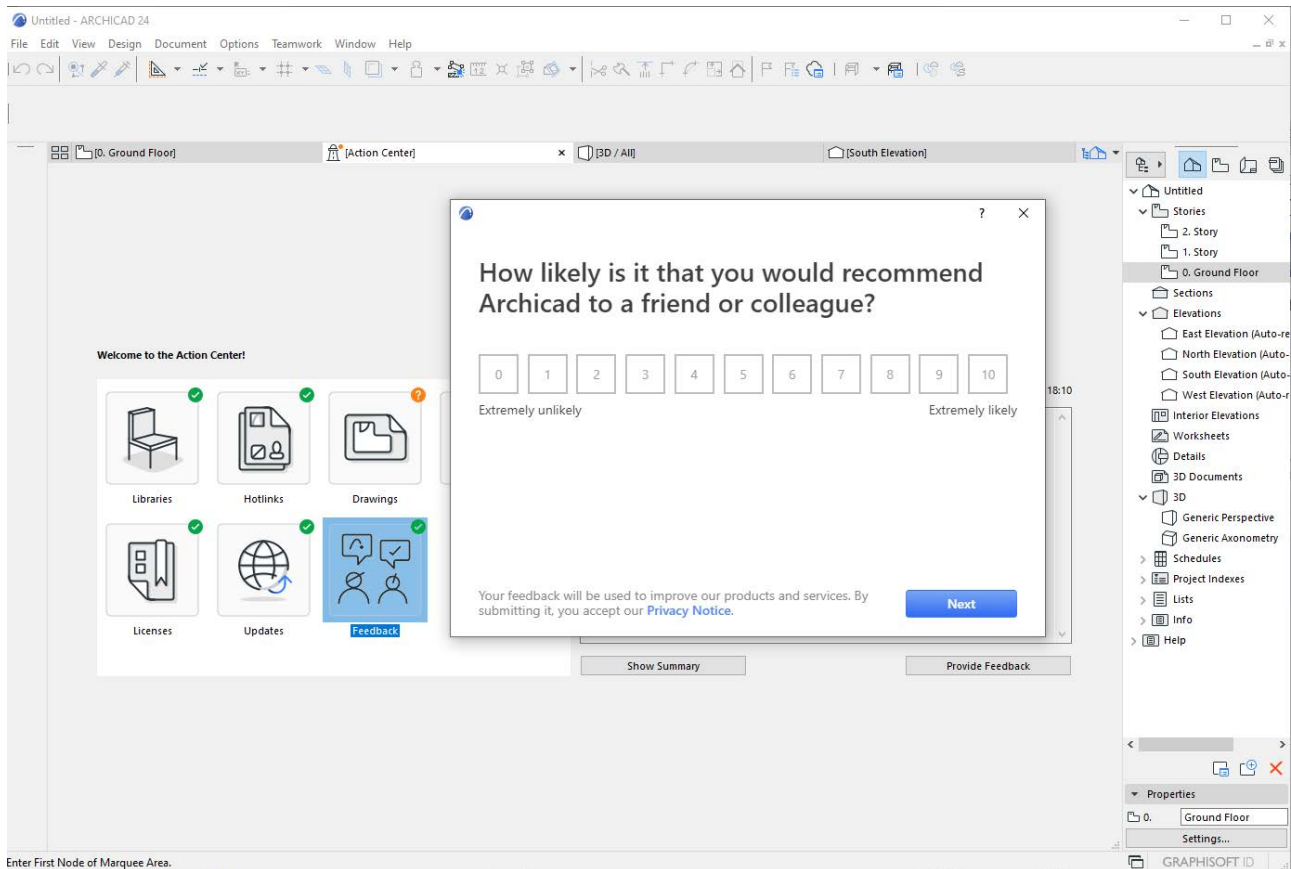 Untitled - ARCHICAD 24
File Edit View Design Document Options Teamwork Window Help
[0. Ground Floor]
[Action Center]
[3D / All]
[South Elevation]
How likely is it that you would recommend
Archicad to a friend or colleague?
0 1 2 3 4 5 6 7 8 9 10
Extremely unlikely
Extremely likely
Your feedback will be used to improve our products and services. By
submitting it, you accept our Privacy Notice.
Next
Welcome to the Action Center!
18:10
Libraries
Hotlinks
Drawings
Licenses
Updates
Feedback
Show Summary
Provide Feedback
Untitled
Stories
2. Story
1. Story
0. Ground Floor
Sections
Elevations
East Elevation (Auto-re
North Elevation (Auto-
South Elevation (Auto-
West Elevation (Auto-r
Interior Elevations
Worksheets
Details
3D Documents
3D
Generic Perspective
Generic Axonometry
Schedules
Project Indexes
Lists
Info
Help
Properties
0. Ground Floor
Settings...
Enter First Node of Marquee Area.
GRAPHISOFT ID